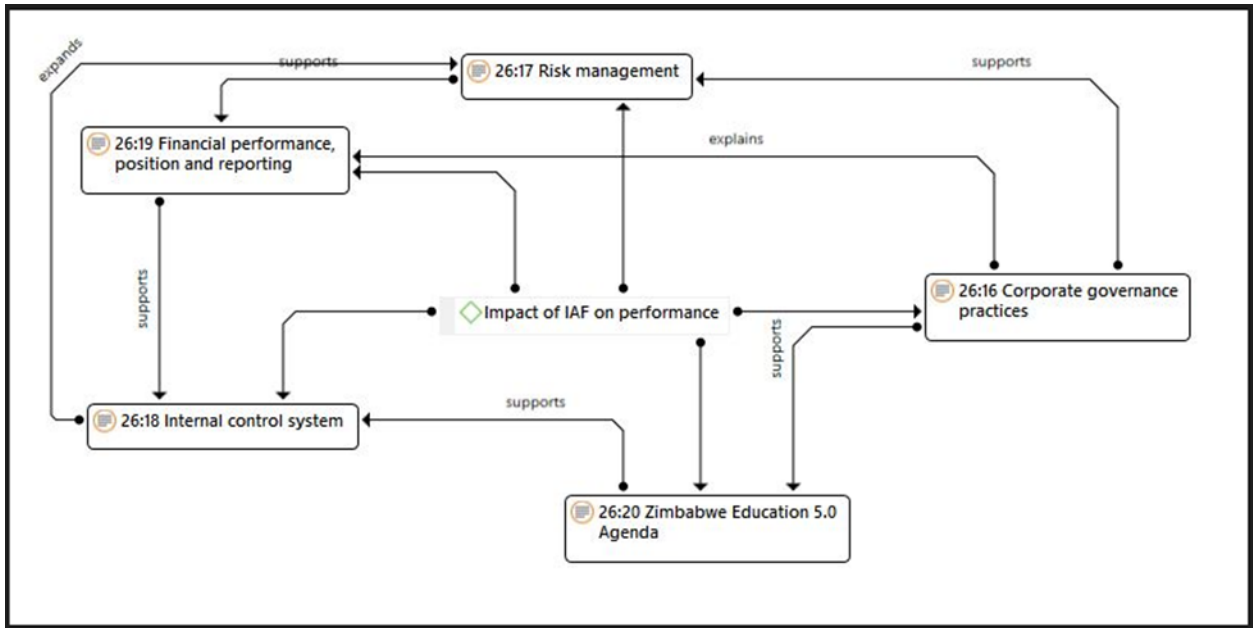 expands
supports
26:17 Risk management
supports
26:19 Financial performance,
position and reporting
explains
supports
Impact of IAF on performance
26:16 Corporate governance
practices
supports
26:18 Internal control system
supports
26:20 Zimbabwe Education 5.0
Agenda